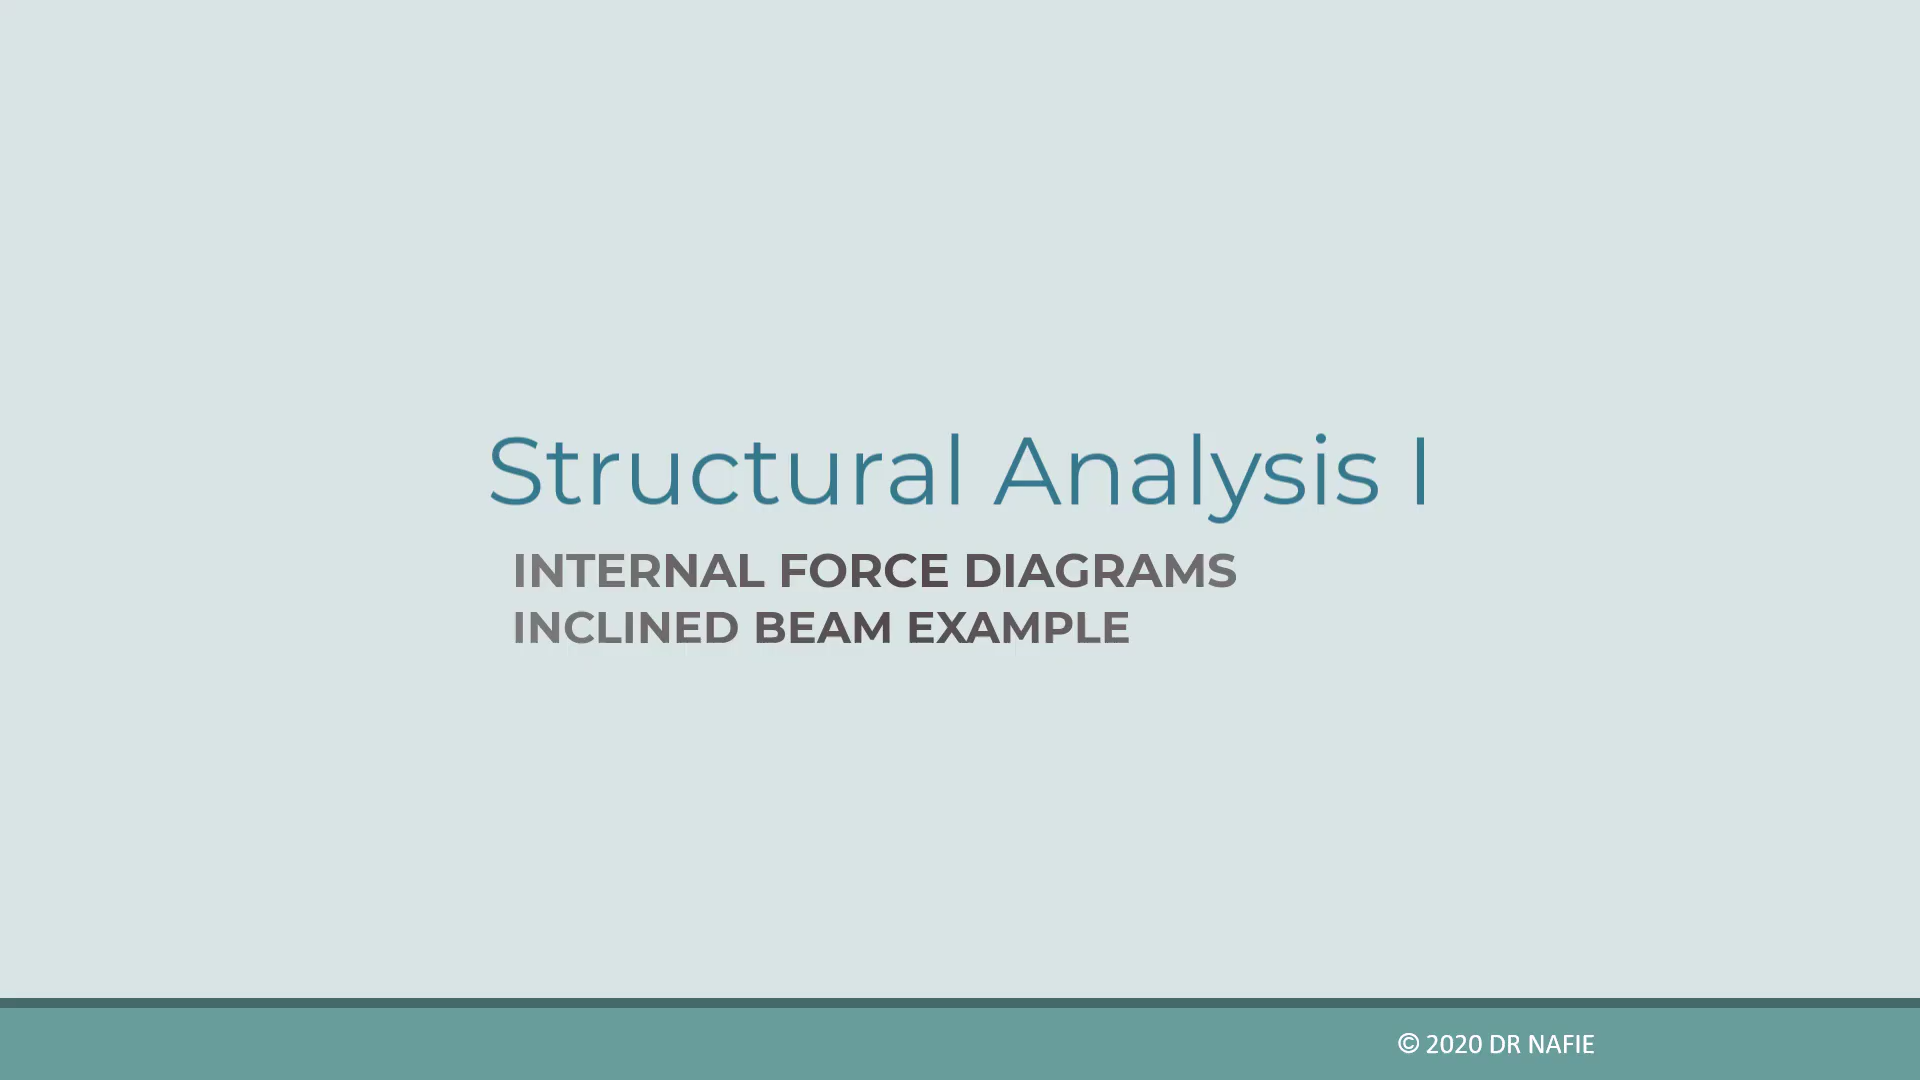 Structural Analysis I
INTERNAL FORCE DIAGRAMS
INCLINED BEAM EXAMPLE
© 2020 DR NAFIE